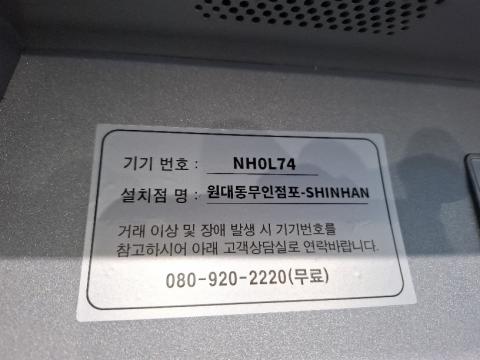 기기 번호 : NH0L74
설치점 명 : 원대동무인점포-SHINHAN
거래 이상 및 장애 발생 시 기기번호를
참고하시어 아래 고객상담실로 연락바랍니다.
080-920-2220(무료)